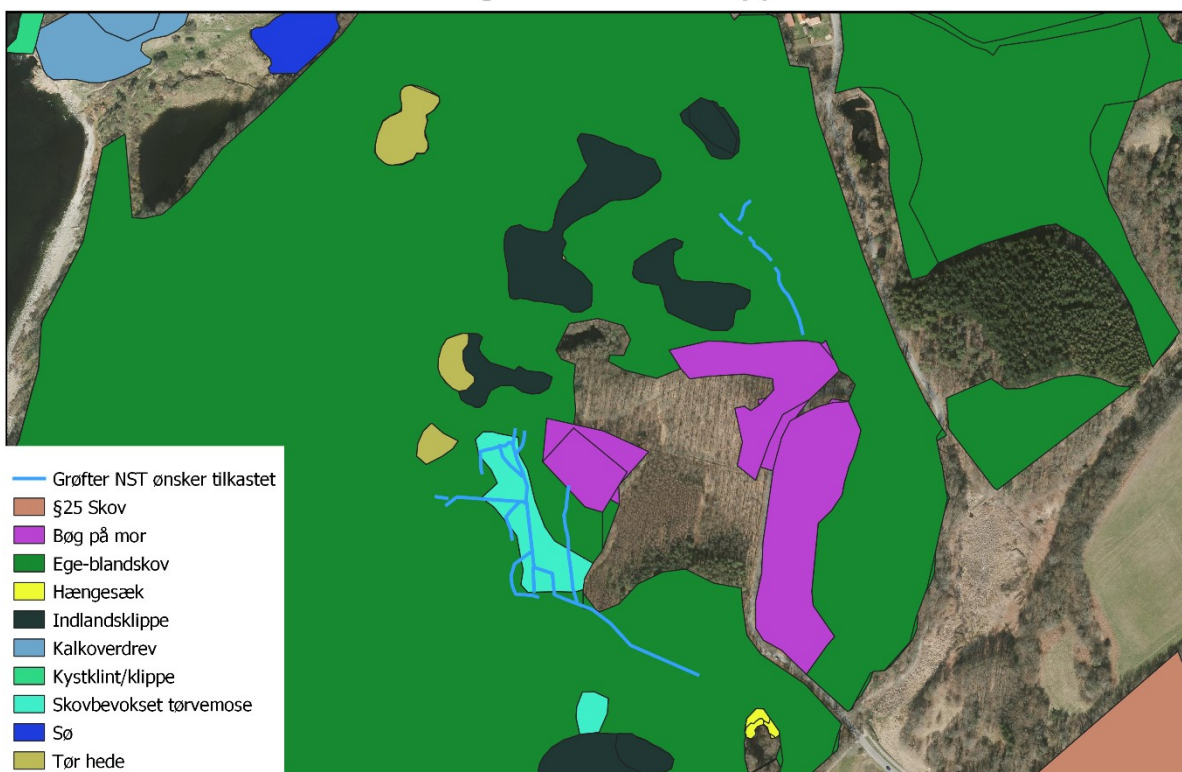 Grøfter NST ønsker tilkastet
§25 Skov
Bøg på mor
Ege-blandskov
Hængesæk
Indlandsklippe
Kalkoverdrev
Kystklint/klippe
Skovbevokset tørvemose
Sø
Tør hede